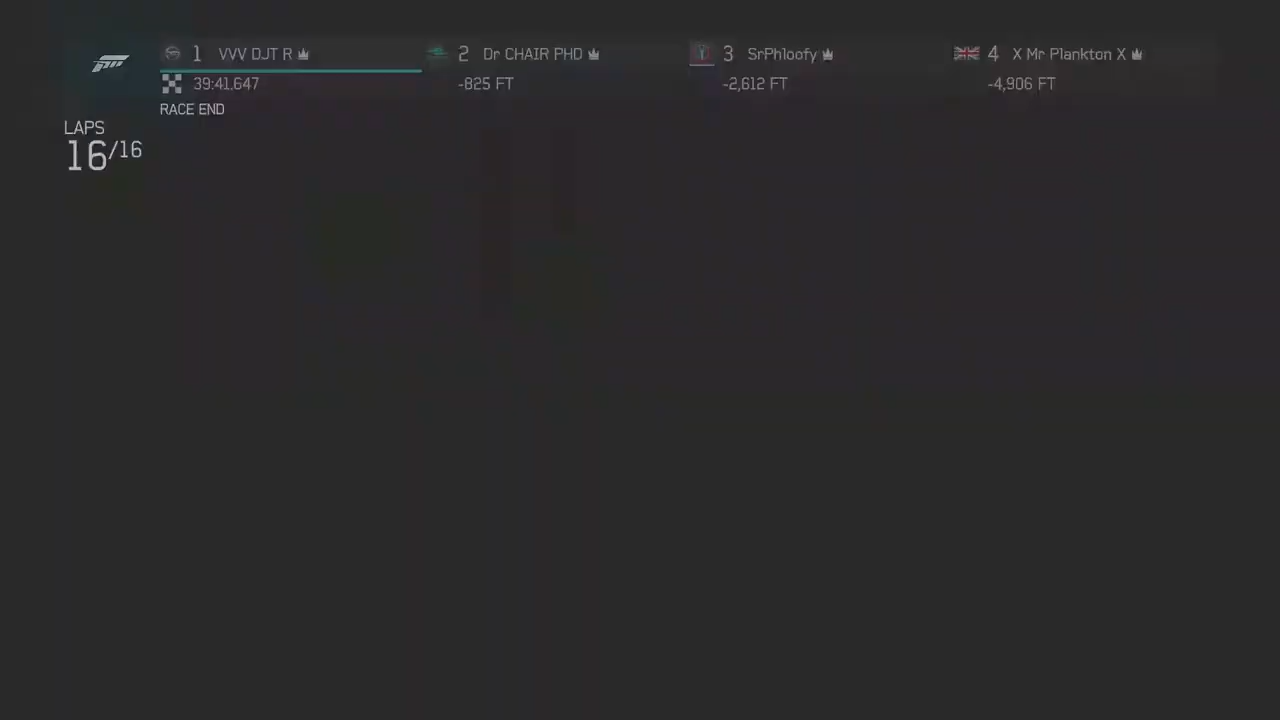 1 VVV DJT R 2 Dr CHAIR PHD 3 SrPhloofy 4 X Mr Plankton X
39:41.647 -825 FT -2,612 FT -4,906 FT
RACE END
LAPS
16/16